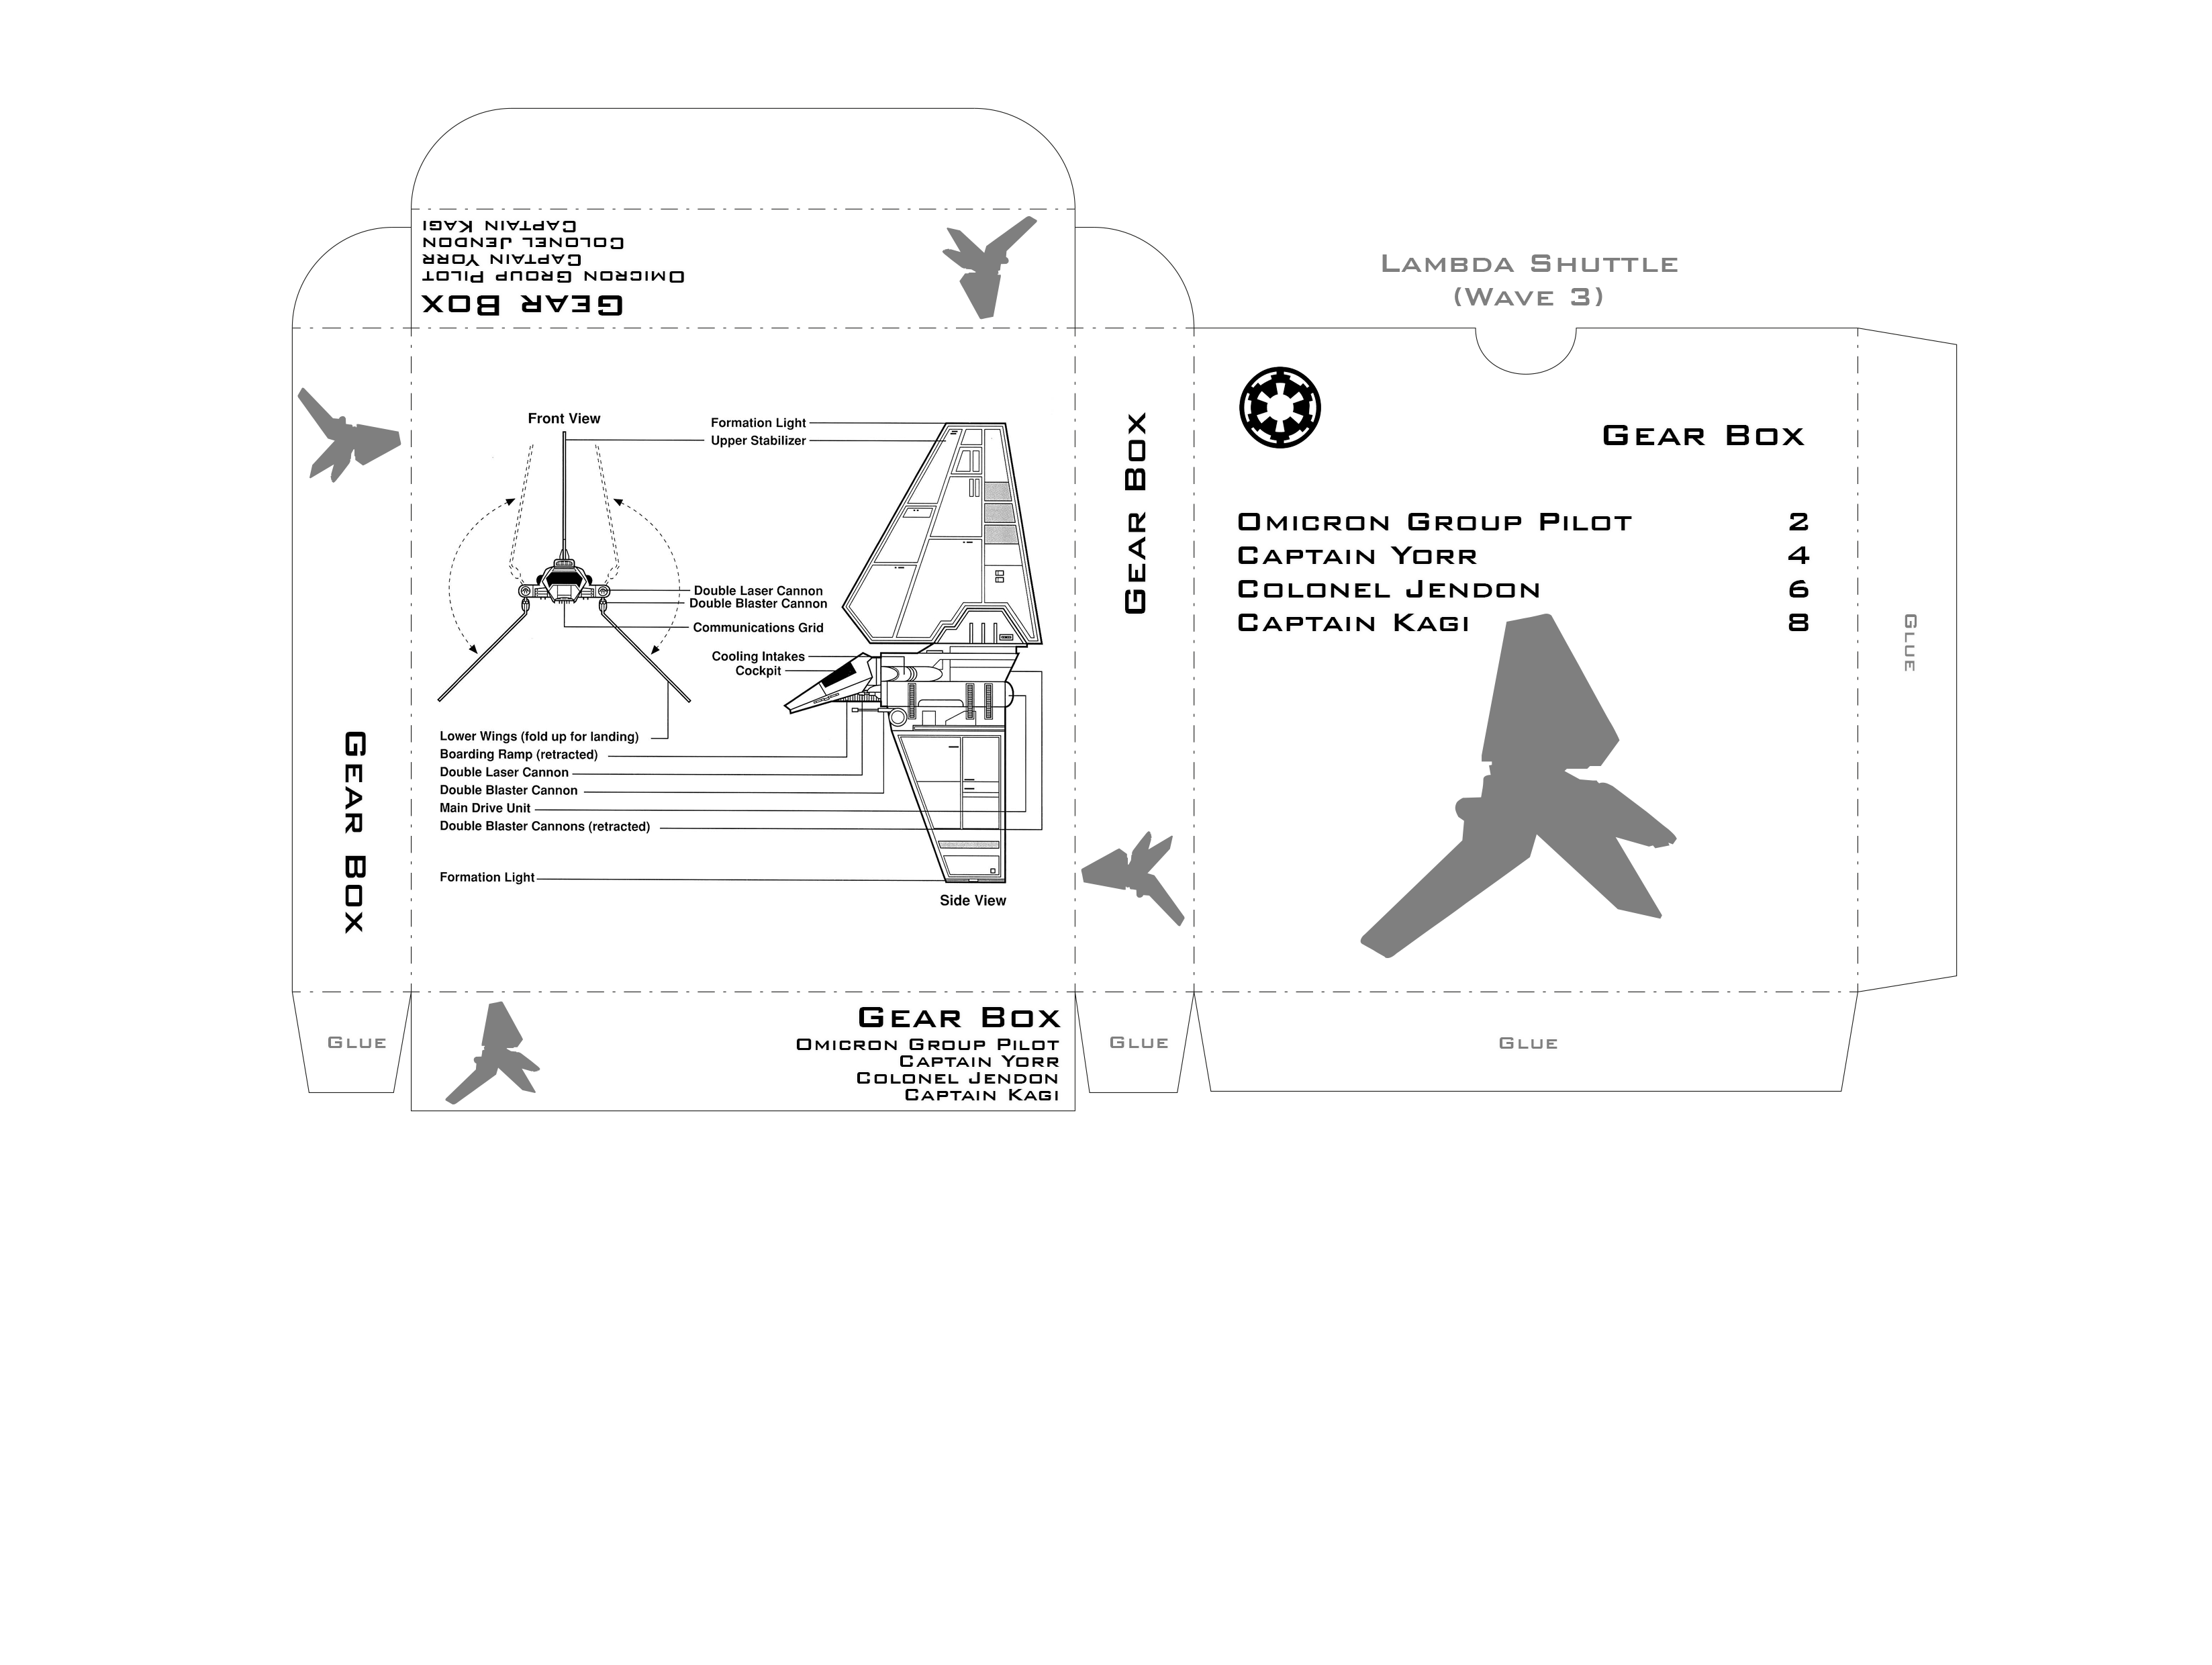 Captain Kagi
Colonel Jendon
Captain Yorr
Omicron Group Pilot
Gear Box
Lambda Shuttle
(Wave 3)
Gear Box
Front View
Formation Light
Upper Stabilizer
Double Laser Cannon
Double Blaster Cannon
Communications Grid
Cooling Intakes
Cockpit
Lower Wings (fold up for landing)
Boarding Ramp (retracted)
Double Laser Cannon
Double Blaster Cannon
Main Drive Unit
Double Blaster Cannons (retracted)
Formation Light
Side View
Gear Box
Gear Box
Omicron Group Pilot 2
Captain Yorr 4
Colonel Jendon 6
Captain Kagi 8
Glue
Glue
Gear Box
Omicron Group Pilot
Captain Yorr
Colonel Jendon
Captain Kagi
Glue
Glue